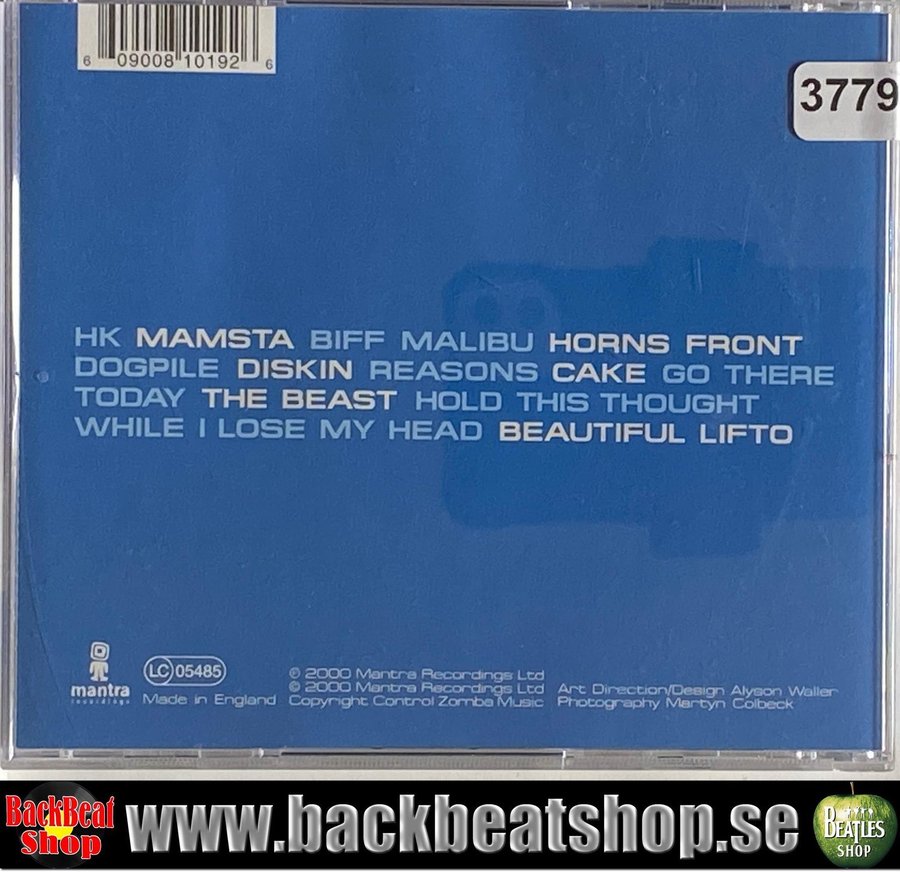 6 09008 10192 6
3779
HK MAMSTA BIFF MALIBU HORNS FRONT
DOGPILE DISKIN REASONS CAKE GO THERE
TODAY THE BEAST HOLD THIS THOUGHT
WHILE I LOSE MY HEAD BEAUTIFUL LIFTO
mantra
recordings
LC 05485
Made in England
℗ 2000 Mantra Recordings Ltd
© 2000 Mantra Recordings Ltd
Copyright Control Zomba Music
Art Direction/Design Alyson Waller
Photography Martyn Colbeck
BackBeat
Shop
www.backbeatshop.se
BEATLES
SHOP